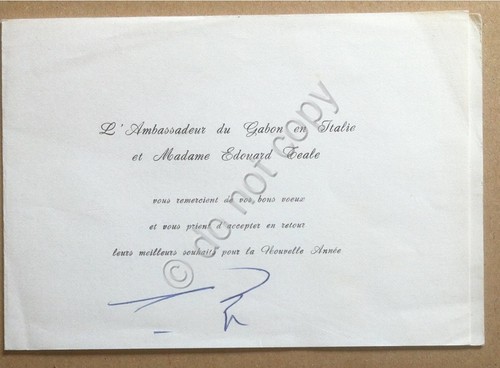 L'Ambassadeur du Gabon en Italie
et Madame Edouard Teale
vous remercient de vos bons voeux
et vous prient d'accepter en retour
leurs meilleurs souhaits pour la Nouvelle Année
© do not copy